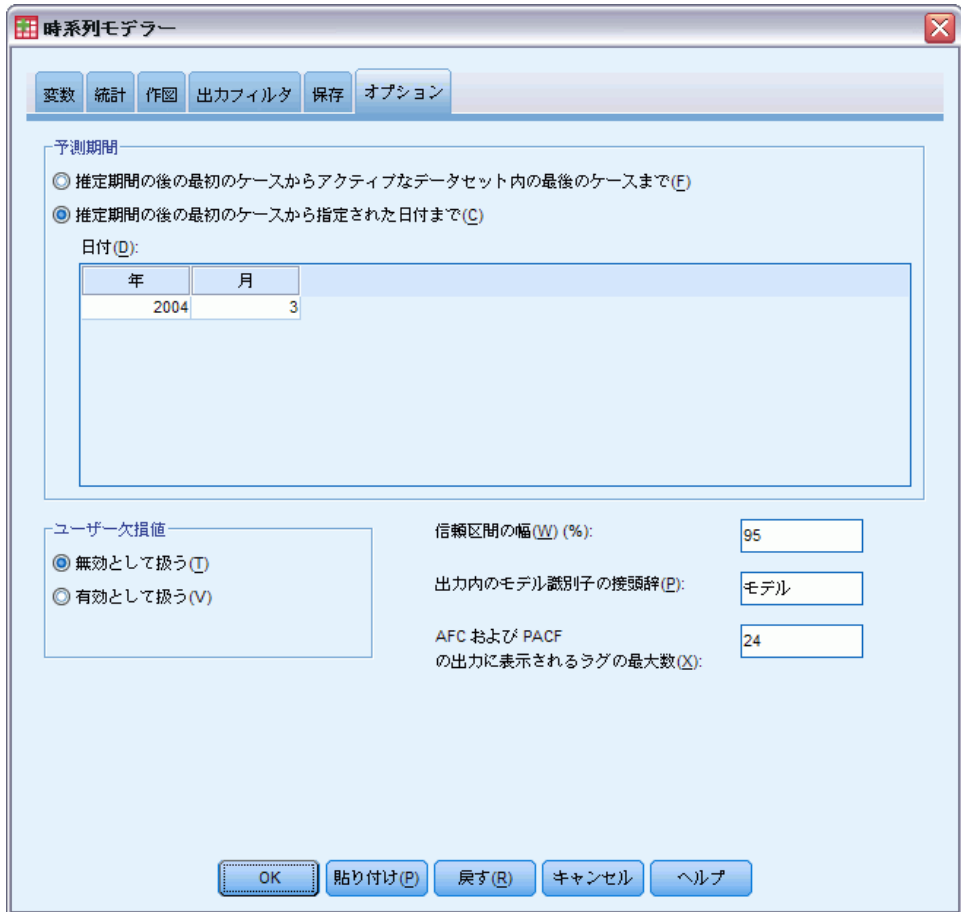 時系列モデラー
変数 統計 作図 出力フィルタ 保存 オプション
予測期間
推定期間の後の最初のケースからアクティブなデータセット内の最後のケースまで(F)
推定期間の後の最初のケースから指定された日付まで(C)
日付(D):
年 月
2004 3
ユーザー欠損値
無効として扱う(T)
有効として扱う(V)
信頼区間の幅(W) (%):
95
出力内のモデル識別子の接頭辞(P):
モデル
AFC および PACF
の出力に表示されるラグの最大数(X):
24
OK 貼り付け(P) 戻す(R) キャンセル ヘルプ